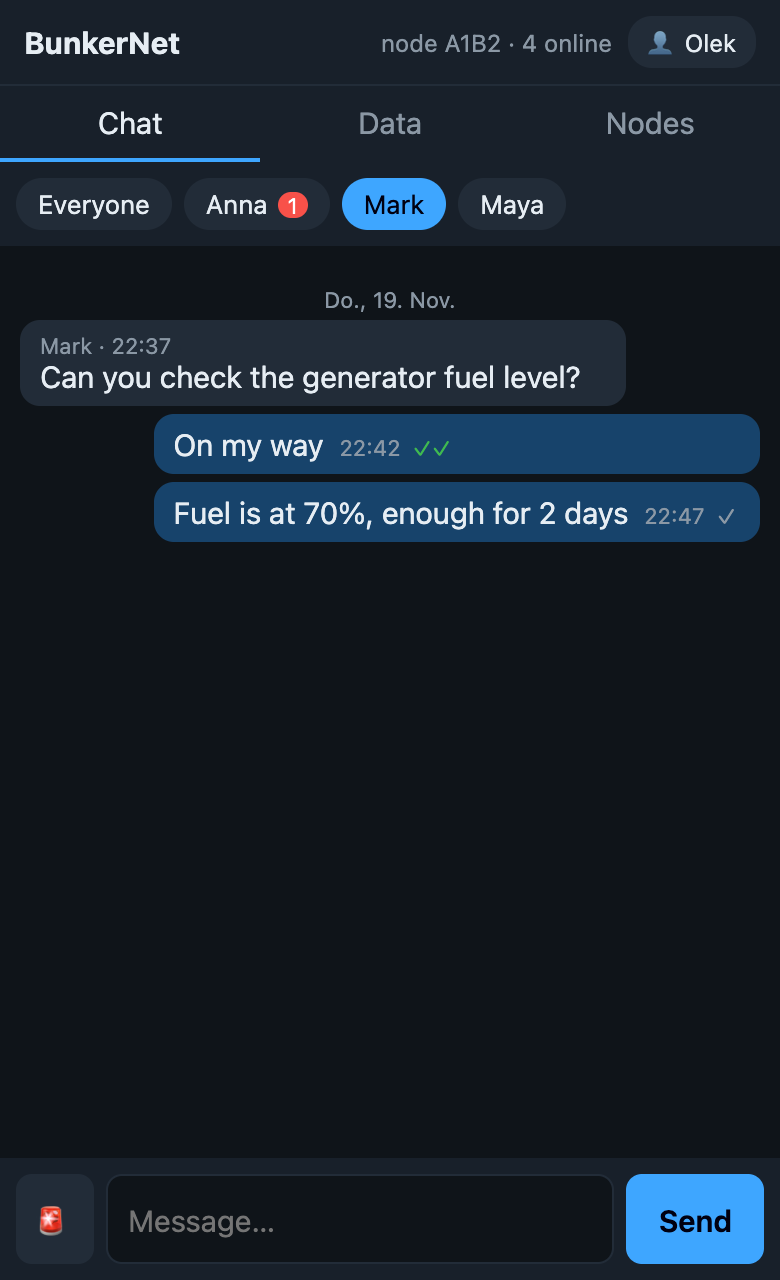 BunkerNet node A1B2 · 4 online 👤 Olek
Chat Data Nodes
Everyone Anna 1 Mark Maya
Do., 19. Nov.
Mark · 22:37
Can you check the generator fuel level?
On my way 22:42 ✓✓
Fuel is at 70%, enough for 2 days 22:47 ✓
🚨 Message... Send